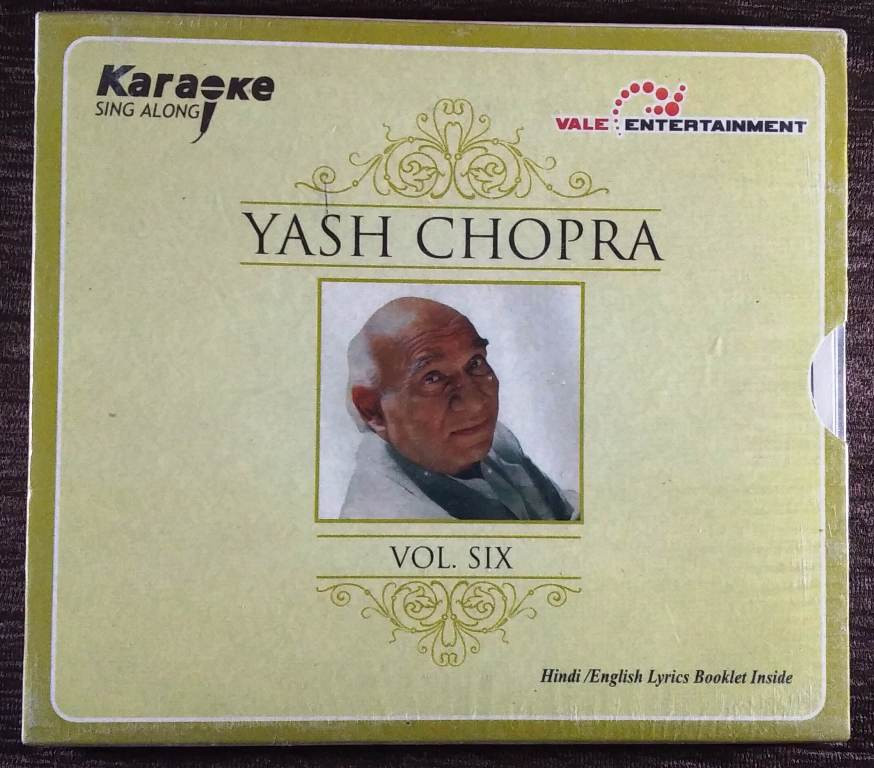 Karaoke
SING ALONG
VALE ENTERTAINMENT
YASH CHOPRA
VOL. SIX
Hindi /English Lyrics Booklet Inside